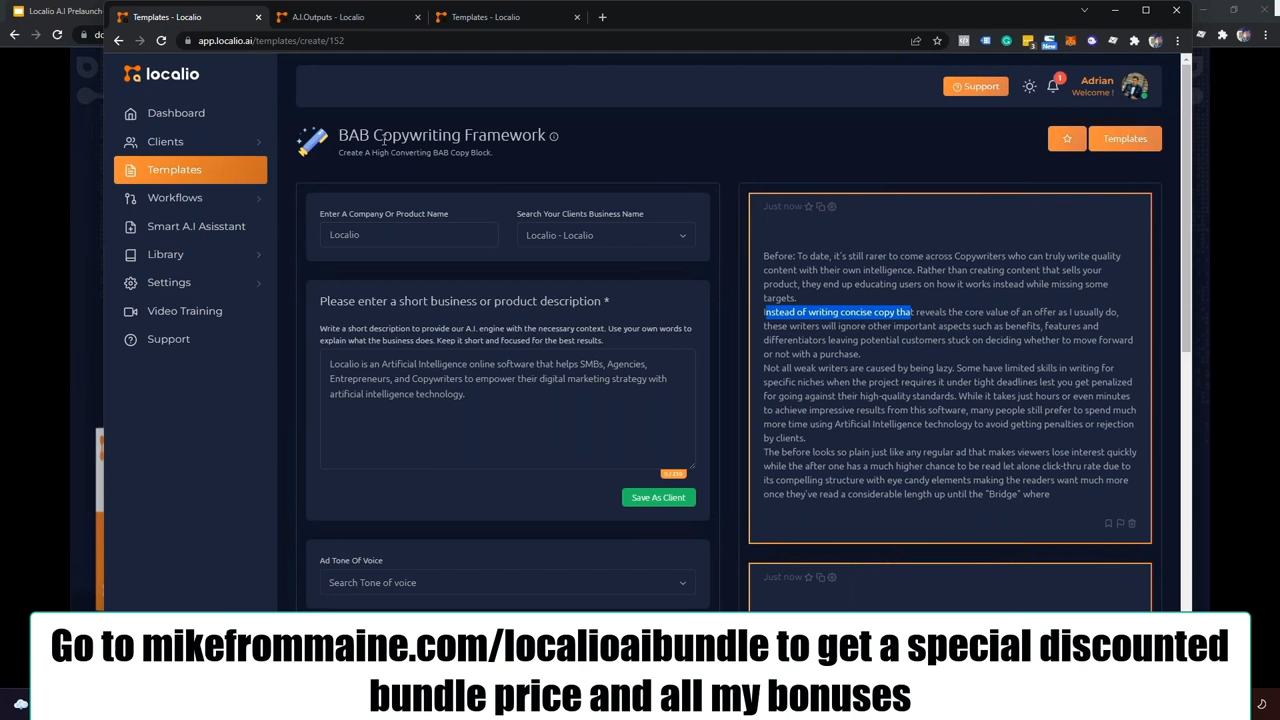 Localio A.I Prelaunch
Templates - Localio
A.I.Outputs - Localio
Templates - Localio
app.localio.ai/templates/create/152
3
New
localio
Support
1
Adrian
Welcome !
Dashboard
Clients
Templates
Workflows
Smart A.I Asisstant
Library
Settings
Video Training
Support
BAB Copywriting Framework
Create A High Converting BAB Copy Block.
Templates
Enter A Company Or Product Name
Localio
Search Your Clients Business Name
Localio - Localio
Please enter a short business or product description *
Write a short description to provide our A.I. engine with the necessary context. Use your own words to
explain what the business does. Keep it short and focused for the best results.
Localio is an Artificial Intelligence online software that helps SMBs, Agencies,
Entrepreneurs, and Copywriters to empower their digital marketing strategy with
artificial intelligence technology.
Save As Client
Ad Tone Of Voice
Search Tone of voice
Just now
Before: To date, it's still rarer to come across Copywriters who can truly write quality
content with their own intelligence. Rather than creating content that sells your
product, they end up educating users on how it works instead while missing some
targets.
Instead of writing concise copy that reveals the core value of an offer as I usually do,
these writers will ignore other important aspects such as benefits, features and
differentiators leaving potential customers stuck on deciding whether to move forward
or not with a purchase.
Not all weak writers are caused by being lazy. Some have limited skills in writing for
specific niches when the project requires it under tight deadlines lest you get penalized
for going against their high-quality standards. While it takes just hours or even minutes
to achieve impressive results from this software, many people still prefer to spend much
more time using Artificial Intelligence technology to avoid getting penalties or rejection
by clients.
The before looks so plain just like any regular ad that makes viewers lose interest quickly
while the after one has a much higher chance to be read let alone click-thru rate due to
its compelling structure with eye candy elements making the readers want much more
once they've read a considerable length up until the "Bridge" where
Just now
Go to mikefrommaine.com/localioaibundle to get a special discounted
bundle price and all my bonuses